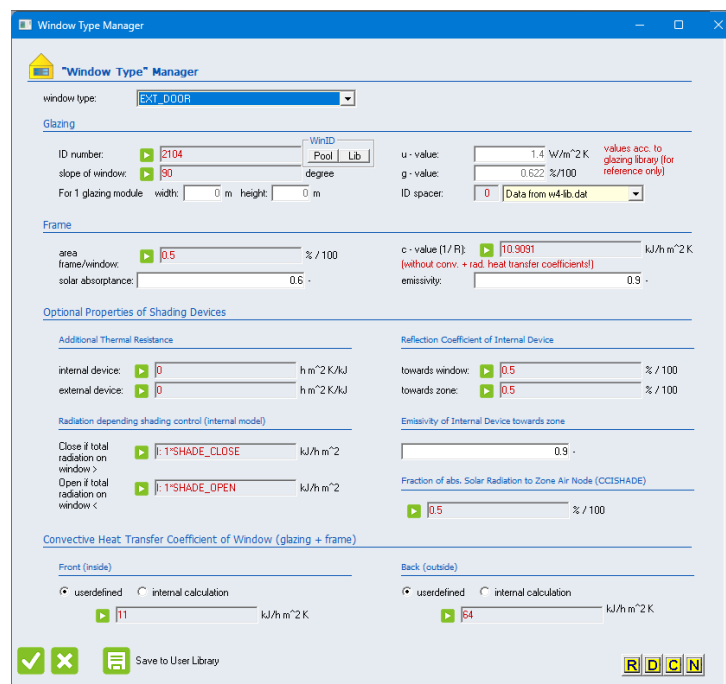 Window Type Manager
"Window Type" Manager
window type: EXT_DOOR
Glazing
ID number: 2104
WinID
Pool Lib
slope of window: 90 degree
For 1 glazing module width: 0 m height: 0 m
u - value: 1.4 W/m^2 K
g - value: 0.622 %/100
values acc. to
glazing library (for
reference only)
ID spacer: 0 Data from w4-lib.dat
Frame
area
frame/window: 0.5 % / 100
solar absorptance: 0.6 -
c - value (1/ R): 10.9091 kJ/h m^2 K
(without conv. + rad. heat transfer coefficients!)
emissivity: 0.9 -
Optional Properties of Shading Devices
Additional Thermal Resistance
internal device: 0 h m^2 K/kJ
external device: 0 h m^2 K/kJ
Reflection Coefficient of Internal Device
towards window: 0.5 % / 100
towards zone: 0.5 % / 100
Radiation depending shading control (internal model)
Close if total
radiation on
window >
I: 1*SHADE_CLOSE kJ/h m^2
Open if total
radiation on
window <
I: 1*SHADE_OPEN kJ/h m^2
Emissivity of Internal Device towards zone
0.9 -
Fraction of abs. Solar Radiation to Zone Air Node (CCISHADE)
0.5 % / 100
Convective Heat Transfer Coefficient of Window (glazing + frame)
Front (inside)
userdefined internal calculation
11 kJ/h m^2 K
Back (outside)
userdefined internal calculation
64 kJ/h m^2 K
Save to User Library
R D C N